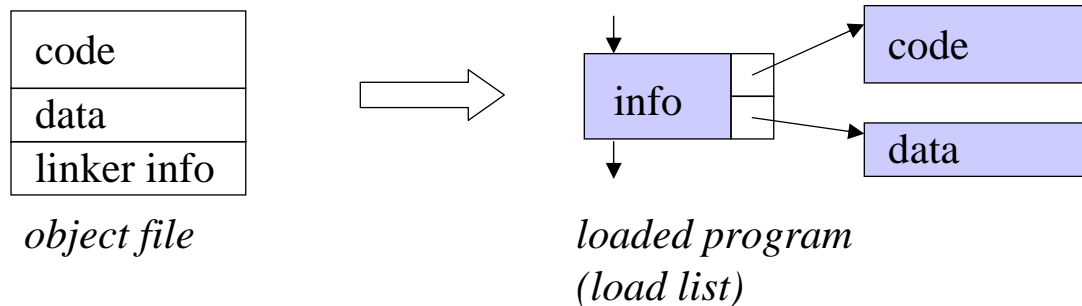 code
data
linker info
object file
info
code
data
loaded program
(load list)